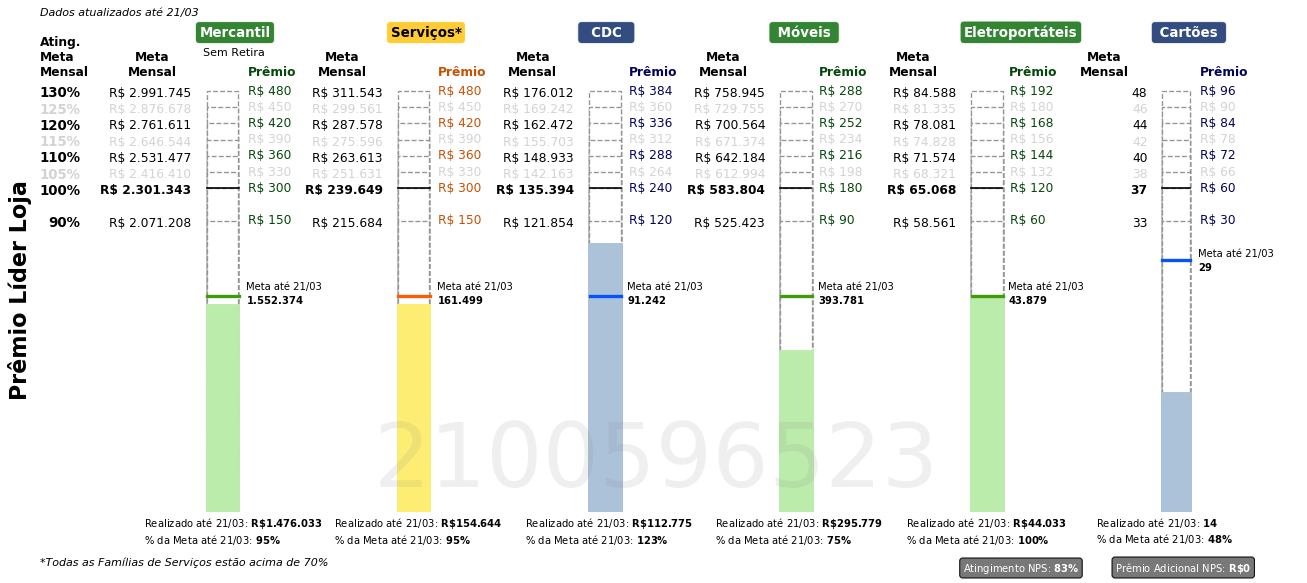 Dados atualizados até 21/03
Mercantil Serviços* CDC Móveis Eletroportáteis Cartões
Sem Retira
Ating. Meta Mensal Meta Mensal Prêmio Meta Mensal Prêmio Meta Mensal Prêmio Meta Mensal Prêmio Meta Mensal Prêmio Meta Mensal Prêmio
130% R$ 2.991.745 R$ 480 R$ 311.543 R$ 480 R$ 176.012 R$ 384 R$ 758.945 R$ 288 R$ 84.588 R$ 192 48 R$ 96
125% R$ 2.876.678 R$ 450 R$ 299.561 R$ 450 R$ 169.242 R$ 360 R$ 729.755 R$ 270 R$ 81.335 R$ 180 46 R$ 90
120% R$ 2.761.611 R$ 420 R$ 287.578 R$ 420 R$ 162.472 R$ 336 R$ 700.564 R$ 252 R$ 78.081 R$ 168 44 R$ 84
115% R$ 2.646.544 R$ 390 R$ 275.596 R$ 390 R$ 155.703 R$ 312 R$ 671.374 R$ 234 R$ 74.828 R$ 156 42 R$ 78
110% R$ 2.531.477 R$ 360 R$ 263.613 R$ 360 R$ 148.933 R$ 288 R$ 642.184 R$ 216 R$ 71.574 R$ 144 40 R$ 72
105% R$ 2.416.410 R$ 330 R$ 251.631 R$ 330 R$ 142.163 R$ 264 R$ 612.994 R$ 198 R$ 68.321 R$ 132 38 R$ 66
100% R$ 2.301.343 R$ 300 R$ 239.649 R$ 300 R$ 135.394 R$ 240 R$ 583.804 R$ 180 R$ 65.068 R$ 120 37 R$ 60
90% R$ 2.071.208 R$ 150 R$ 215.684 R$ 150 R$ 121.854 R$ 120 R$ 525.423 R$ 90 R$ 58.561 R$ 60 33 R$ 30
Prêmio Líder Loja
Meta até 21/03 Meta até 21/03 Meta até 21/03 Meta até 21/03 Meta até 21/03 Meta até 21/03
1.552.374 161.499 91.242 393.781 43.879 29
2100596523
Realizado até 21/03: R$1.476.033 Realizado até 21/03: R$154.644 Realizado até 21/03: R$112.775 Realizado até 21/03: R$295.779 Realizado até 21/03: R$44.033 Realizado até 21/03: 14
% da Meta até 21/03: 95% % da Meta até 21/03: 95% % da Meta até 21/03: 123% % da Meta até 21/03: 75% % da Meta até 21/03: 100% % da Meta até 21/03: 48%
*Todas as Famílias de Serviços estão acima de 70%
Atingimento NPS: 83% Prêmio Adicional NPS: R$0